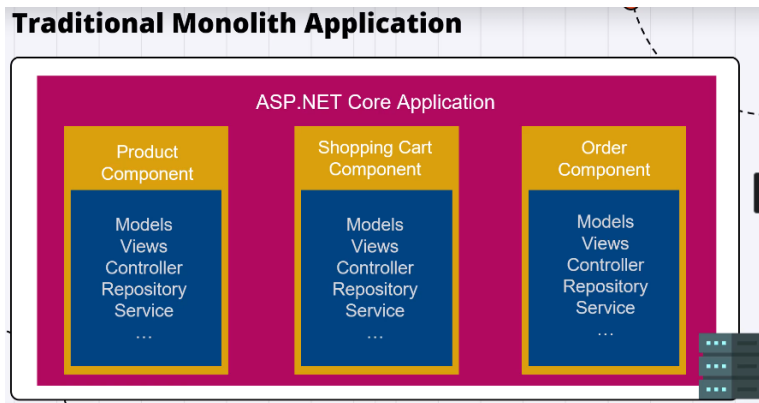 Traditional Monolith Application
ASP.NET Core Application
Product
Component
Models
Views
Controller
Repository
Service
...
Shopping Cart
Component
Models
Views
Controller
Repository
Service
...
Order
Component
Models
Views
Controller
Repository
Service
...